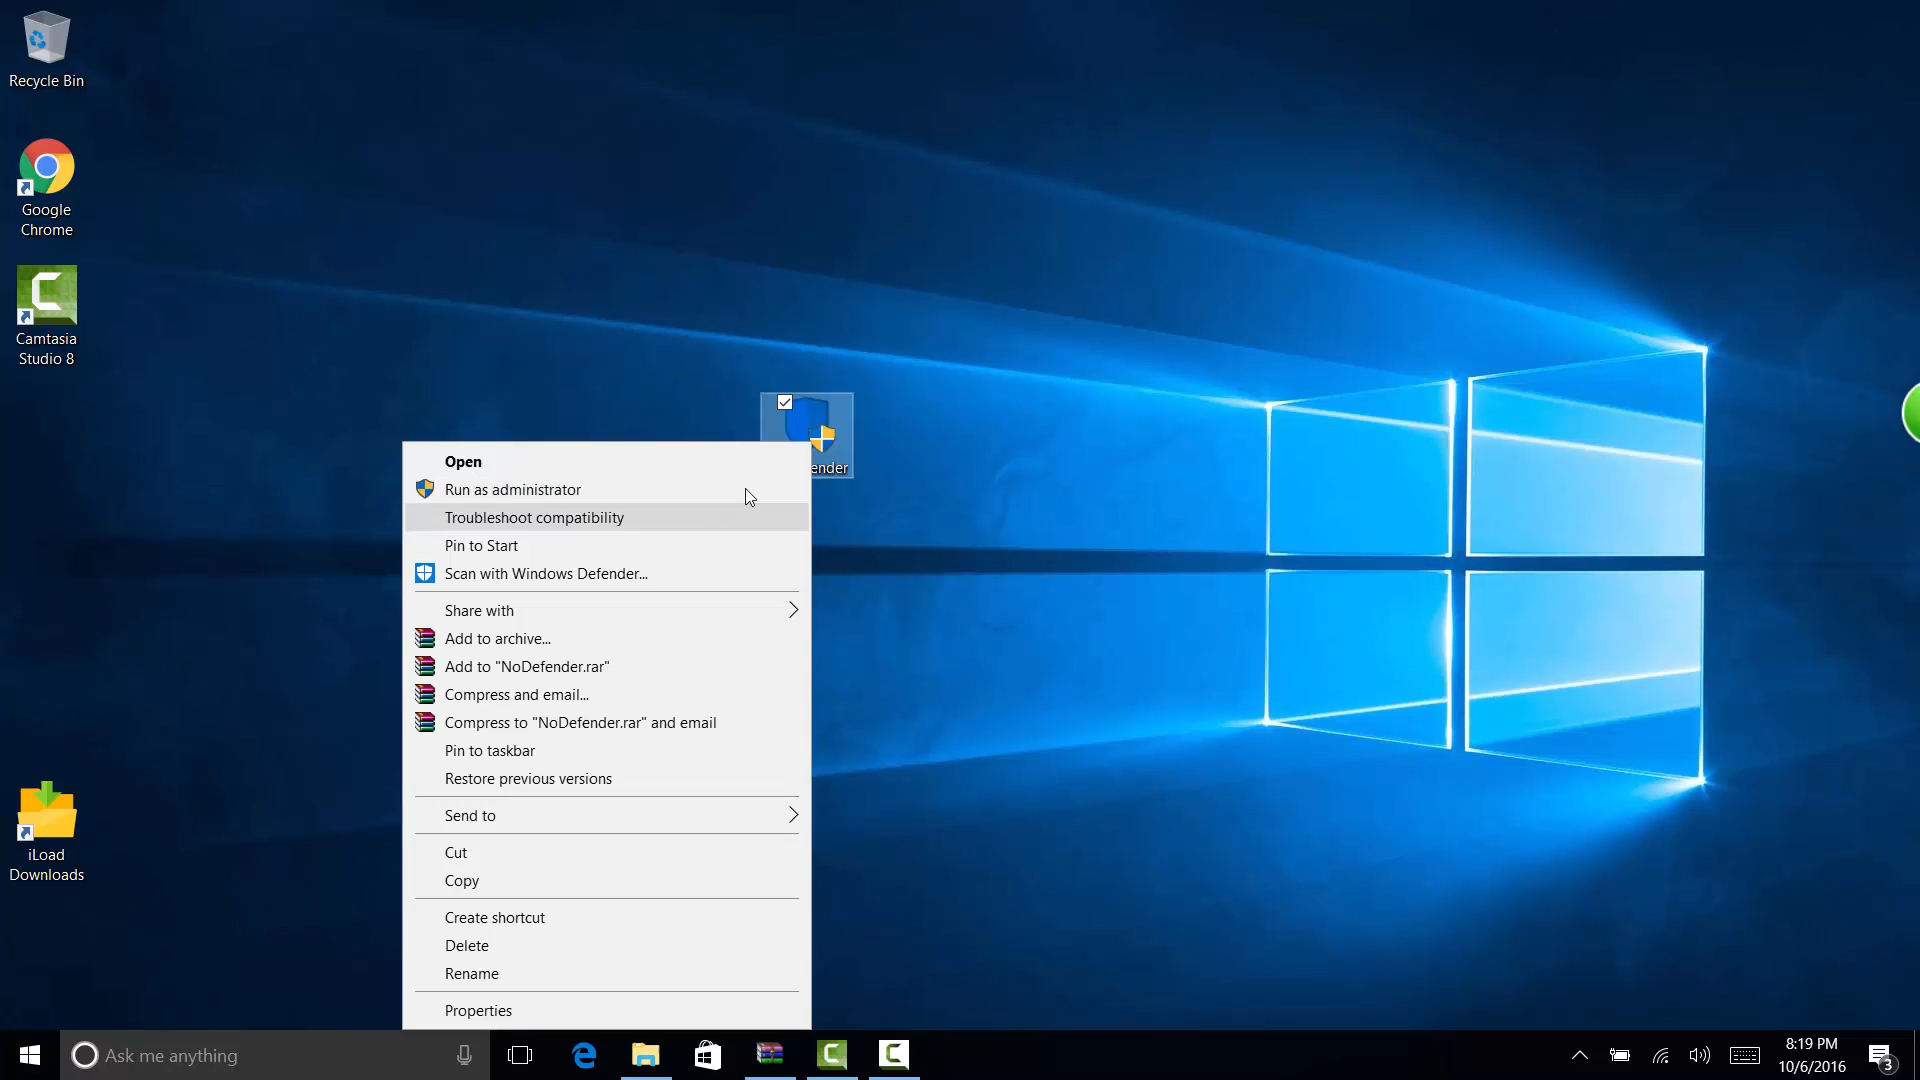 Recycle Bin
Google
Chrome
Camtasia
Studio 8
iLoad
Downloads
ender
Open
Run as administrator
Troubleshoot compatibility
Pin to Start
Scan with Windows Defender...
Share with
Add to archive...
Add to "NoDefender.rar"
Compress and email...
Compress to "NoDefender.rar" and email
Pin to taskbar
Restore previous versions
Send to
Cut
Copy
Create shortcut
Delete
Rename
Properties
Ask me anything
8:19 PM
10/6/2016
3